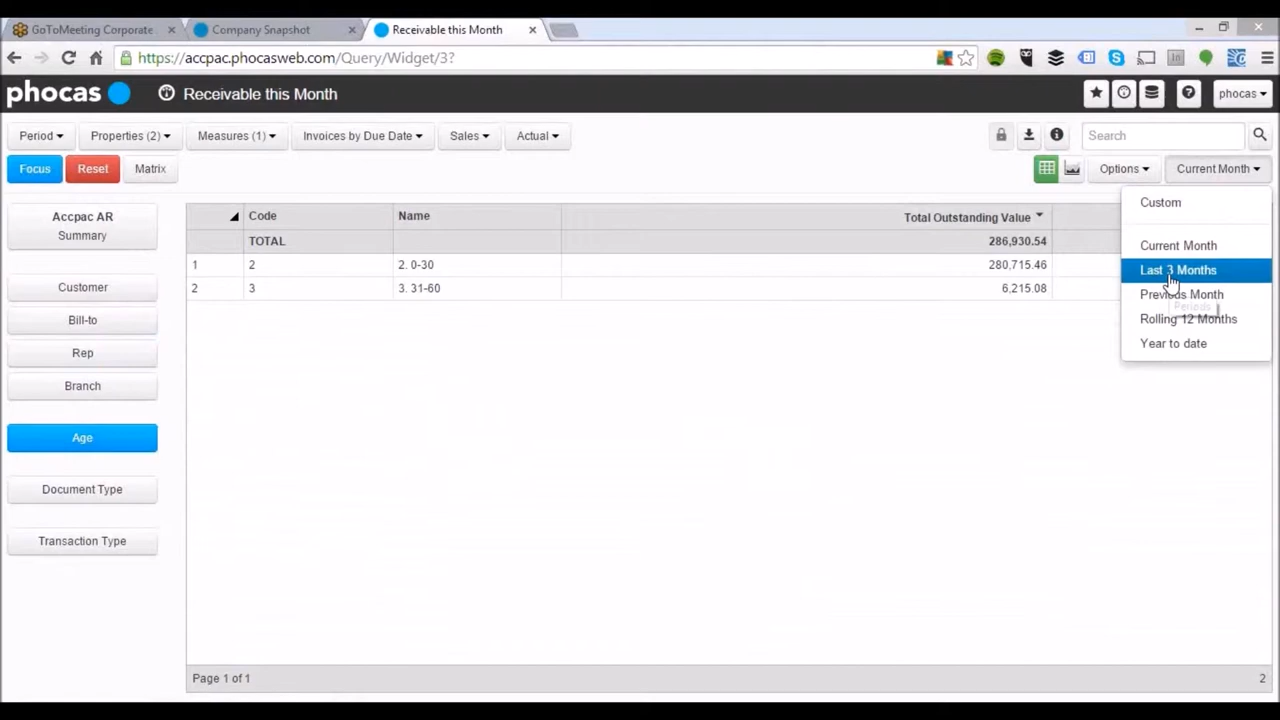 GoToMeeting Corporate
Company Snapshot
Receivable this Month
https://accpac.phocasweb.com/Query/Widget/3?
phocas
Receivable this Month
phocas
Period
Properties (2)
Measures (1)
Invoices by Due Date
Sales
Actual
Search
Focus
Reset
Matrix
Options
Current Month
Accpac AR
Summary
Customer
Bill-to
Rep
Branch
Age
Document Type
Transaction Type
Code Name Total Outstanding Value
TOTAL 286,930.54
1 2 2. 0-30 280,715.46
2 3 3. 31-60 6,215.08
Custom
Current Month
Last 3 Months
Previous Month
Periods
Rolling 12 Months
Year to date
Page 1 of 1
2